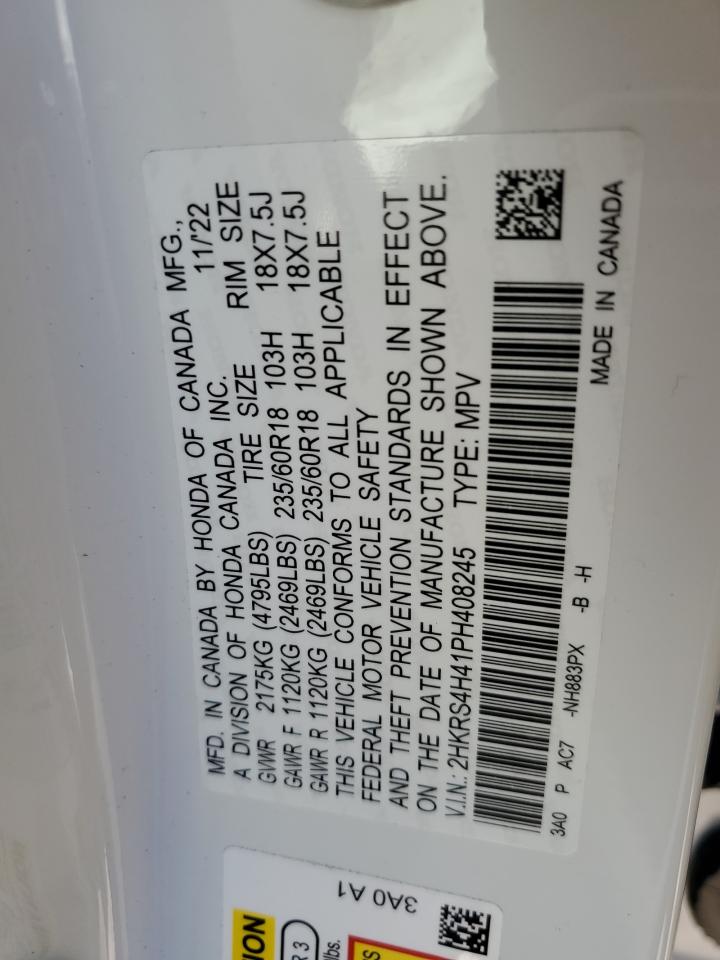 MFD. IN CANADA BY HONDA OF CANADA MFG.,
A DIVISION OF HONDA CANADA INC. 11/'22
GVWR 2175KG (4795LBS) TIRE SIZE RIM SIZE
GAWR F 1120KG (2469LBS) 235/60R18 103H 18X7.5J
GAWR R 1120KG (2469LBS) 235/60R18 103H 18X7.5J
THIS VEHICLE CONFORMS TO ALL APPLICABLE
FEDERAL MOTOR VEHICLE SAFETY
AND THEFT PREVENTION STANDARDS IN EFFECT
ON THE DATE OF MANUFACTURE SHOWN ABOVE.
V.I.N.: 2HKRS4H41PH408245 TYPE: MPV
3A0 P AC7 -NH883PX -B -H
MADE IN CANADA
3A0 A1
ION
R 3
lbs.
S